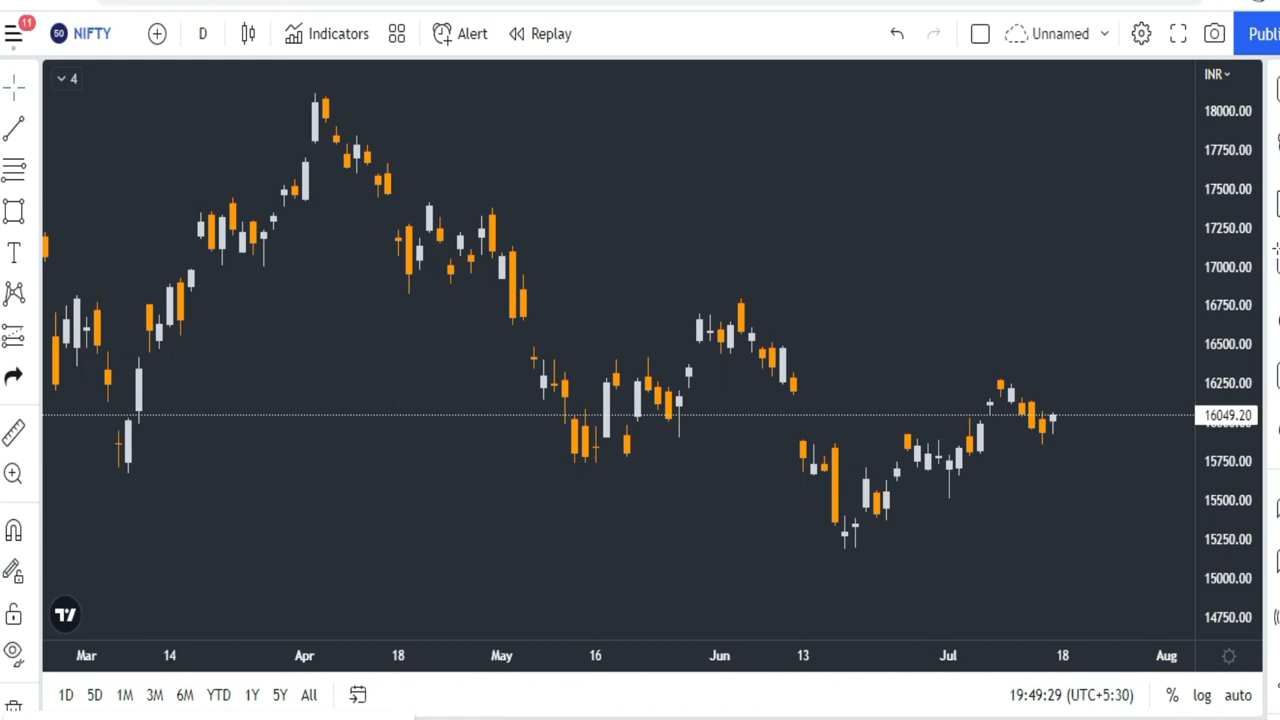 11
50 NIFTY
D
Indicators
Alert
Replay
Unnamed
Publi
4
INR
18000.00
17750.00
17500.00
17250.00
17000.00
16750.00
16500.00
16250.00
16049.20
15750.00
15500.00
15250.00
15000.00
14750.00
Mar 14 Apr 18 May 16 Jun 13 Jul 18 Aug
1D 5D 1M 3M 6M YTD 1Y 5Y All
19:49:29 (UTC+5:30) % log auto